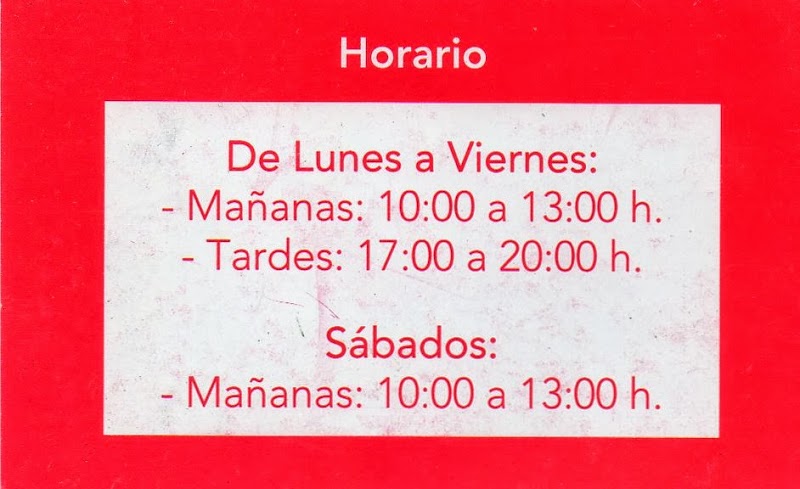 Horario
De Lunes a Viernes:
- Mañanas: 10:00 a 13:00 h.
- Tardes: 17:00 a 20:00 h.
Sábados:
- Mañanas: 10:00 a 13:00 h.